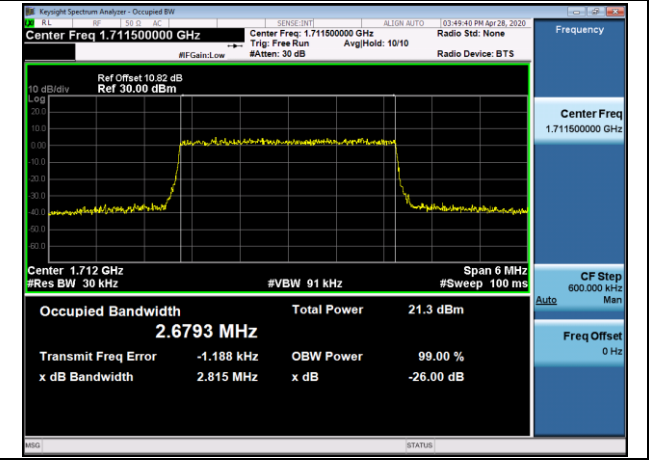 Keysight Spectrum Analyzer - Occupied BW
RL RF 50 Ω AC SENSE:INT ALIGN AUTO 03:49:40 PM Apr 28, 2020
Center Freq 1.711500000 GHz
Center Freq: 1.711500000 GHz Radio Std: None
Trig: Free Run Avg|Hold: 10/10
#IFGain:Low #Atten: 30 dB Radio Device: BTS
Ref Offset 10.82 dB
10 dB/div Ref 30.00 dBm
Log
20.0
10.0
0.00
-10.0
-20.0
-30.0
-40.0
-50.0
-60.0
Center 1.712 GHz Span 6 MHz
#Res BW 30 kHz #VBW 91 kHz #Sweep 100 ms
Occupied Bandwidth Total Power 21.3 dBm
2.6793 MHz
Transmit Freq Error -1.188 kHz OBW Power 99.00 %
x dB Bandwidth 2.815 MHz x dB -26.00 dB
MSG STATUS
Frequency
Center Freq
1.711500000 GHz
CF Step
600.000 kHz
Auto Man
Freq Offset
0 Hz